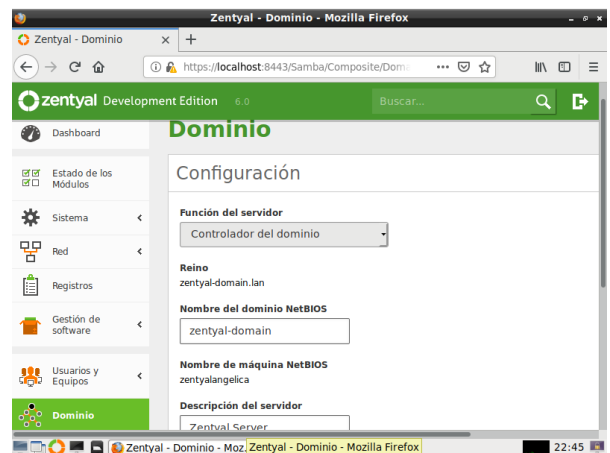 Zentyal - Dominio - Mozilla Firefox
Zentyal - Dominio
https://localhost:8443/Samba/Composite/Dom
zentyal Development Edition 6.0
Buscar...
Dashboard
Estado de los
Módulos
Sistema
Red
Registros
Gestión de
software
Usuarios y
Equipos
Dominio
Dominio
Configuración
Función del servidor
Controlador del dominio
Reino
zentyal-domain.lan
Nombre del dominio NetBIOS
zentyal-domain
Nombre de máquina NetBIOS
zentyalangelica
Descripción del servidor
Zentyal Server
Zentyal - Dominio - Moz.
Zentyal - Dominio - Mozilla Firefox
22:45